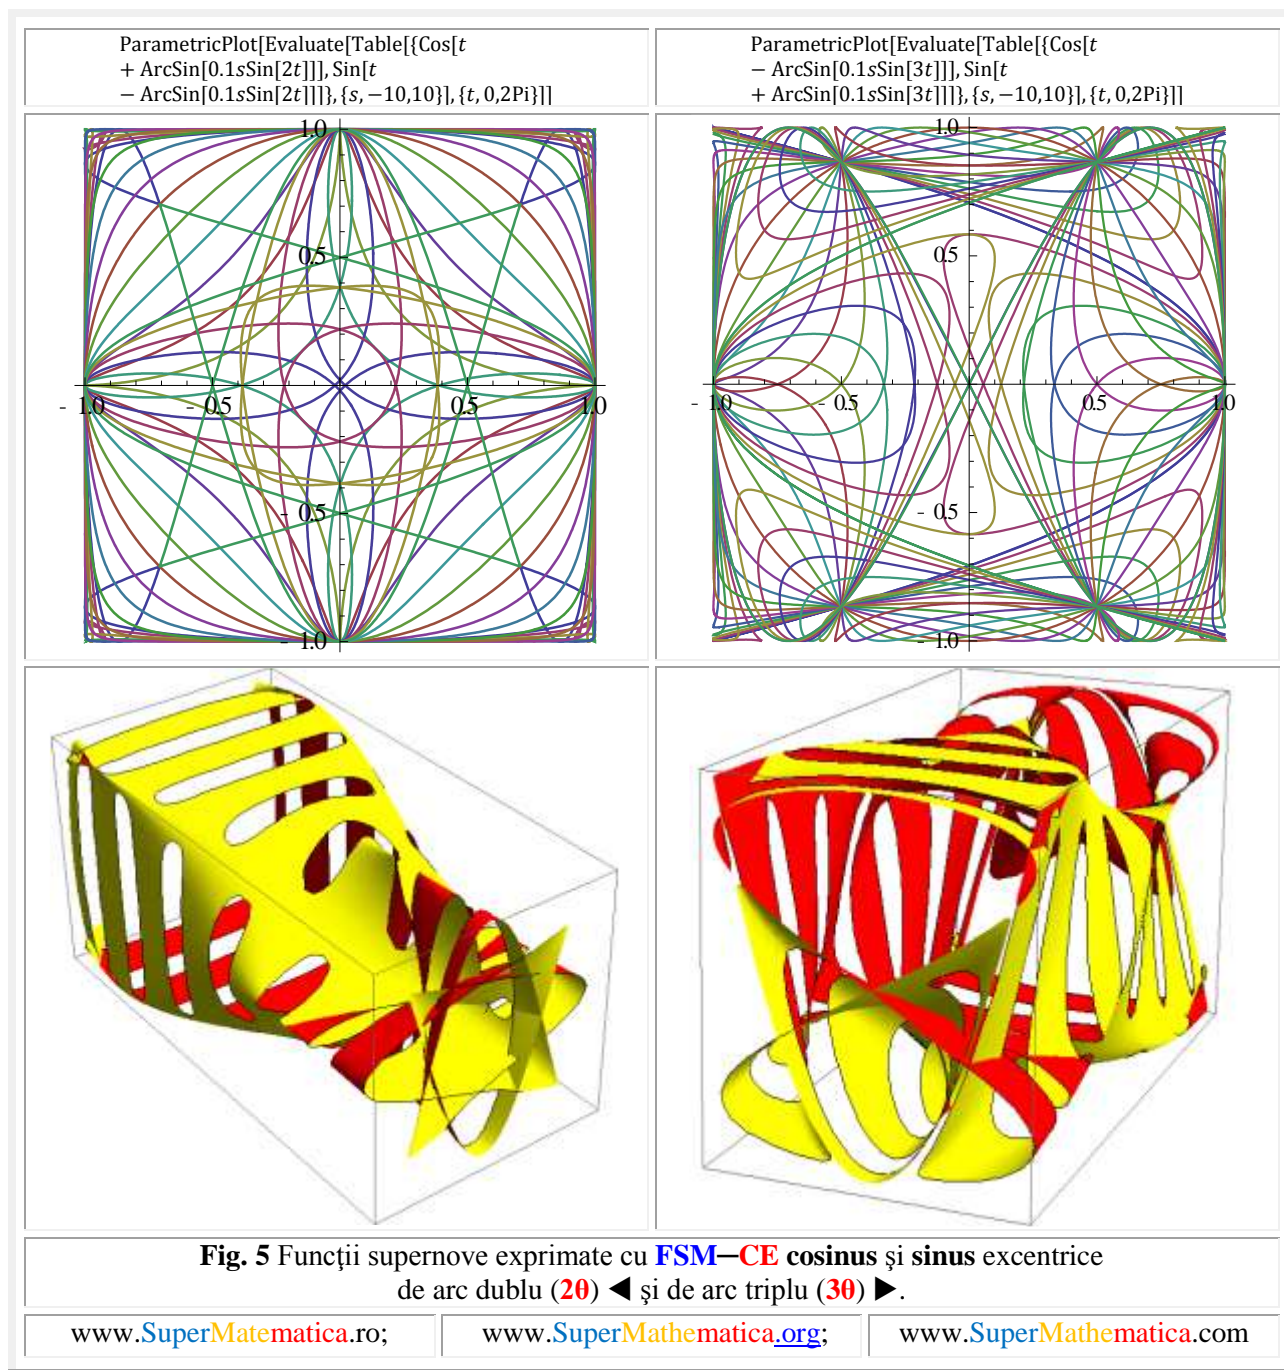 ParametricPlot[Evaluate[Table[{Cos[t
+ ArcSin[0.1sSin[2t]]], Sin[t
− ArcSin[0.1sSin[2t]]]}, {s, −10,10}], {t, 0,2Pi}]]
ParametricPlot[Evaluate[Table[{Cos[t
− ArcSin[0.1sSin[3t]]], Sin[t
+ ArcSin[0.1sSin[3t]]]}, {s, −10,10}], {t, 0,2Pi}]]
1.0
0.5
- 1.0
- 0.5
0.5
1.0
- 0.5
- 1.0
1.0
0.5
- 1.0
- 0.5
0.5
1.0
- 0.5
- 1.0
Fig. 5 Funcţii supernove exprimate cu FSM—CE cosinus şi sinus excentrice
de arc dublu (2θ) ◄ şi de arc triplu (3θ) ►.
www.SuperMatematica.ro;
www.SuperMathematica.org;
www.SuperMathematica.com